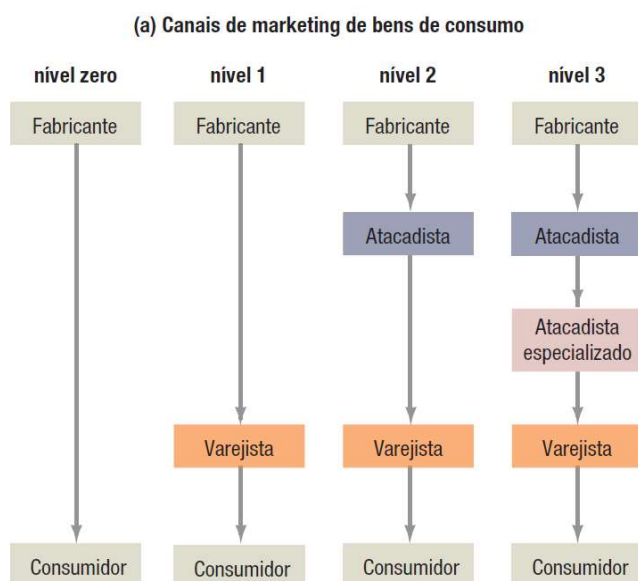 (a) Canais de marketing de bens de consumo
nível zero
nível 1
nível 2
nível 3
Fabricante
Fabricante
Fabricante
Fabricante
Atacadista
Atacadista
Atacadista
especializado
Varejista
Varejista
Varejista
Consumidor
Consumidor
Consumidor
Consumidor